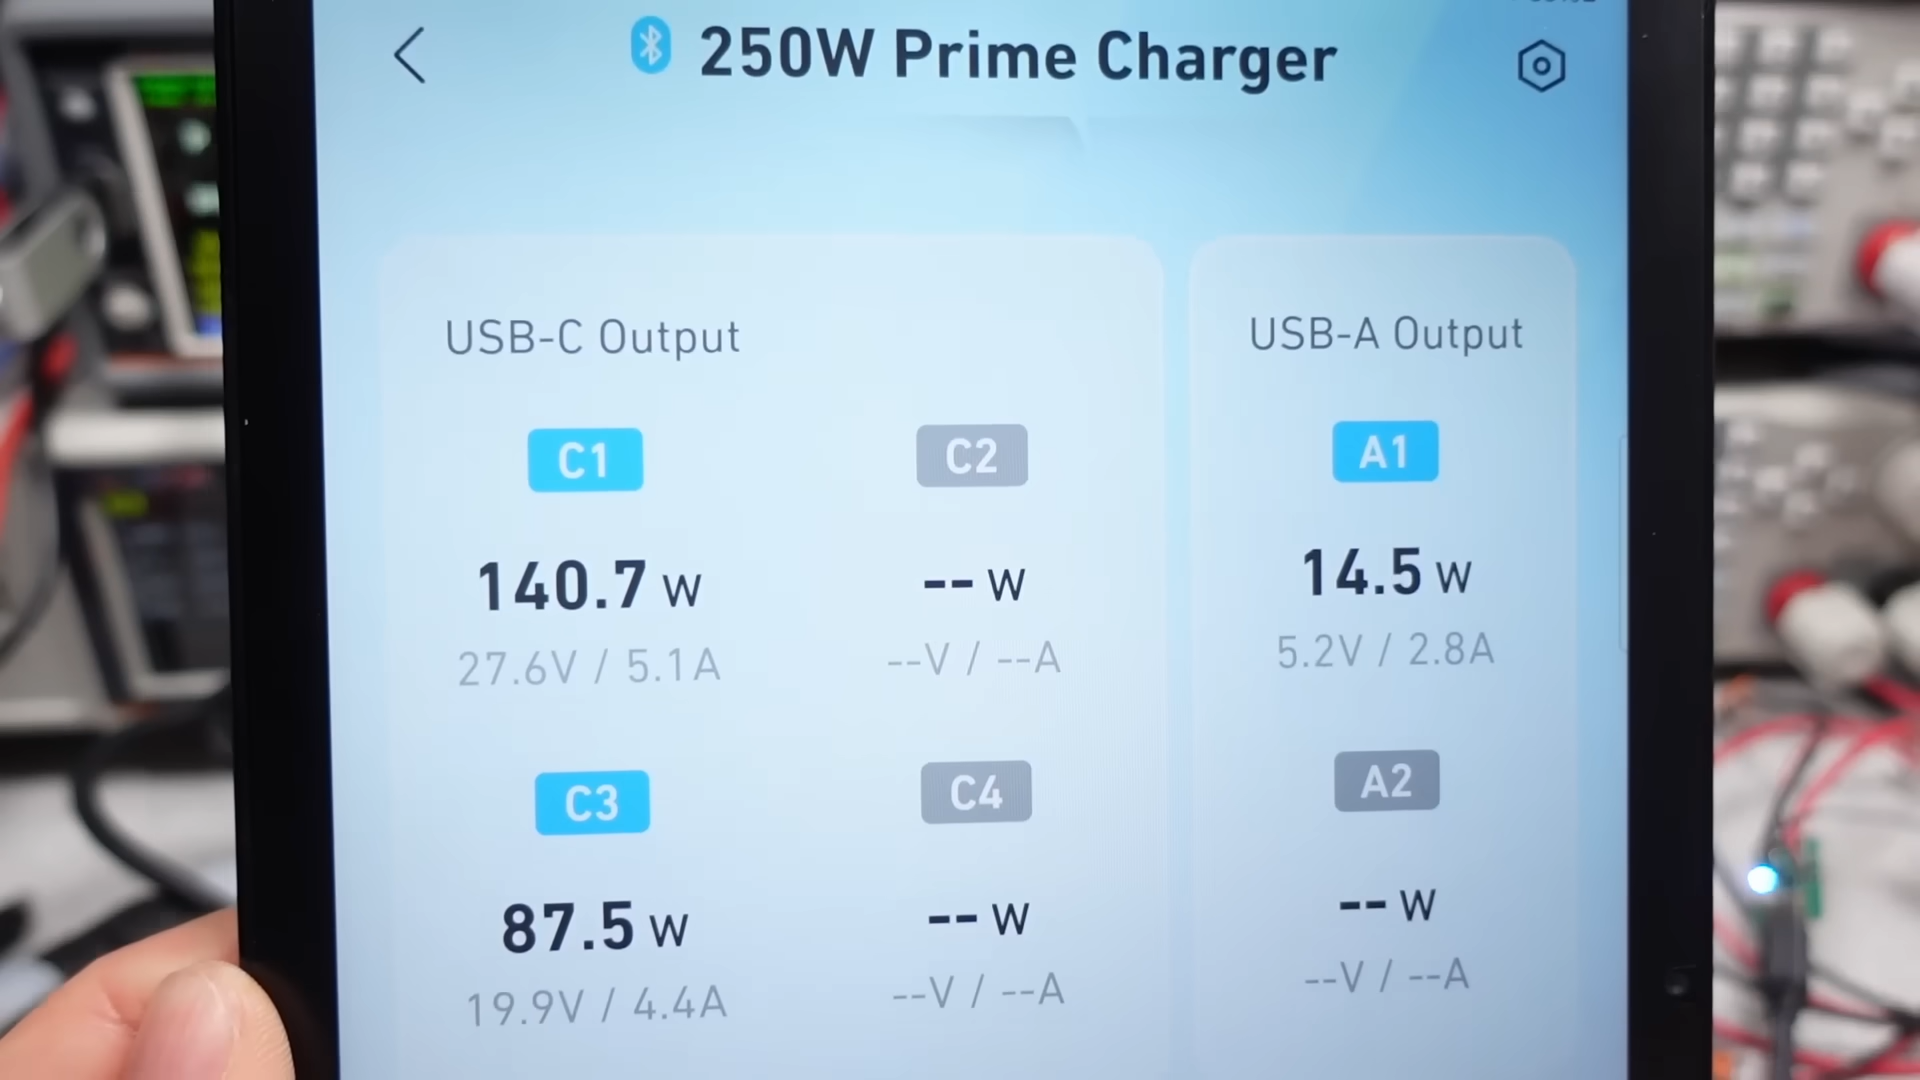 250W Prime Charger
USB-C Output
C1
140.7 W
27.6V / 5.1A
C2
-- W
--V / --A
C3
87.5 W
19.9V / 4.4A
C4
-- W
--V / --A
USB-A Output
A1
14.5 W
5.2V / 2.8A
A2
-- W
--V / --A